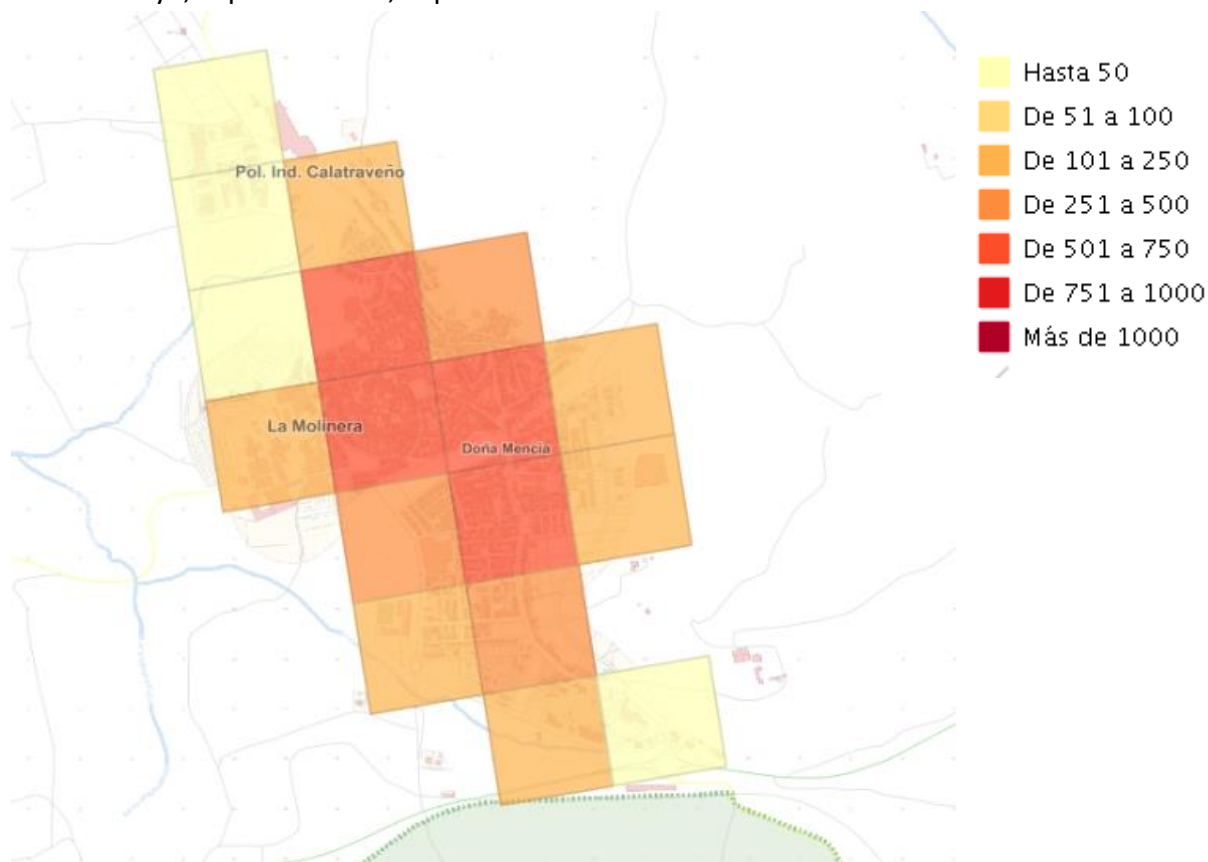 Hasta 50
De 51 a 100
De 101 a 250
De 251 a 500
De 501 a 750
De 751 a 1000
Más de 1000
Pol. Ind. Calatraveño
La Molinera
Doña Mencía